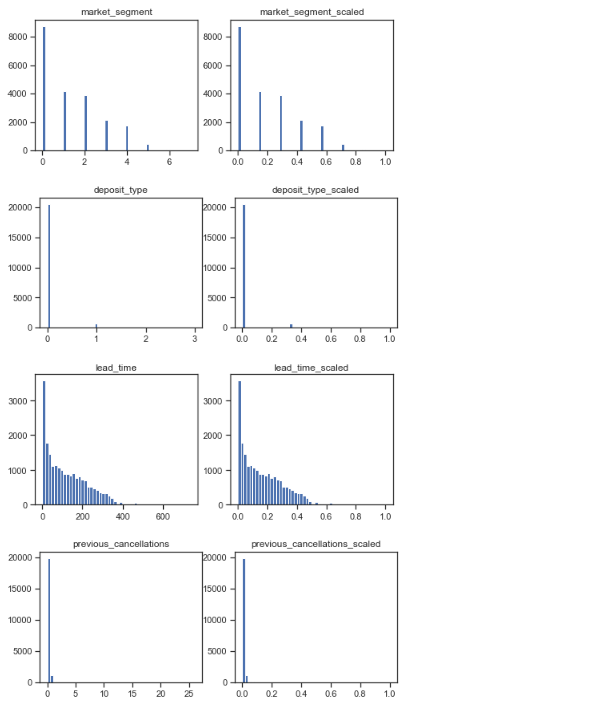 market_segment
market_segment_scaled
8000
6000
4000
2000
0
0 2 4 6
8000
6000
4000
2000
0
0.0 0.2 0.4 0.6 0.8 1.0
deposit_type
deposit_type_scaled
20000
15000
10000
5000
0
0 1 2 3
20000
15000
10000
5000
0
0.0 0.2 0.4 0.6 0.8 1.0
lead_time
lead_time_scaled
3000
2000
1000
0
0 200 400 600
3000
2000
1000
0
0.0 0.2 0.4 0.6 0.8 1.0
previous_cancellations
previous_cancellations_scaled
20000
15000
10000
5000
0
0 5 10 15 20 25
20000
15000
10000
5000
0
0.0 0.2 0.4 0.6 0.8 1.0